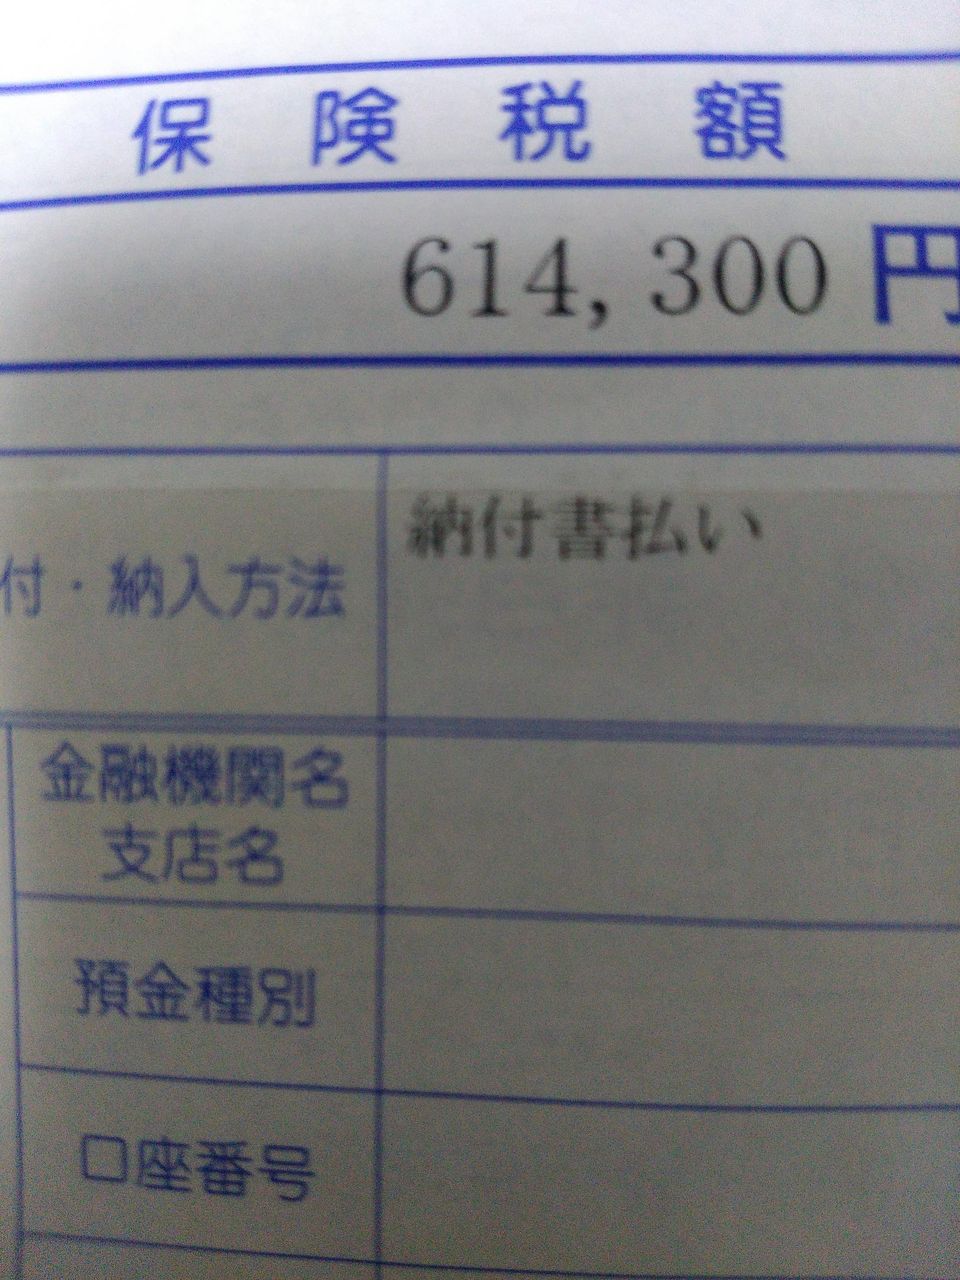 保険税額
614,300円
付・納入方法
納付書払い
金融機関名
支店名
預金種別
口座番号